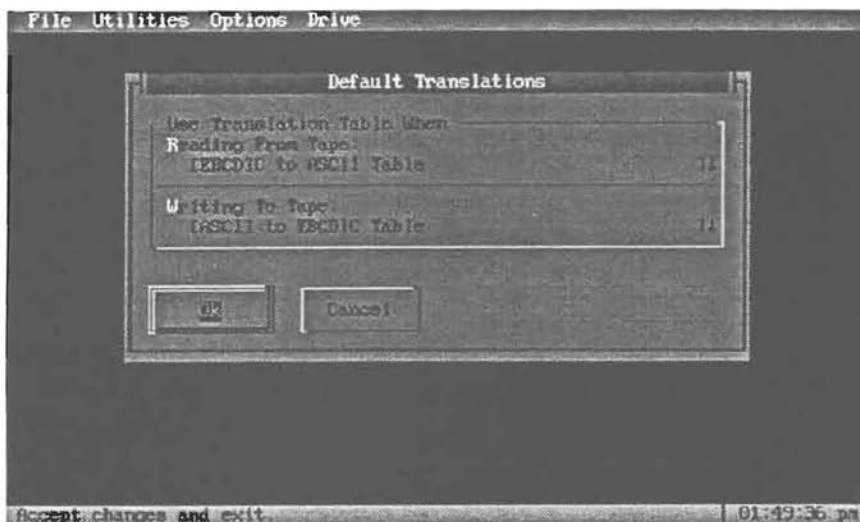 File Utilities Options Drive
Default Translations
Use Translation Table When
Reading From Tape:
[EBCDIC to ASCII Table ]↓
Writing To Tape:
[ASCII to EBCDIC Table ]↓
Ok Cancel
Accept changes and exit. 01:49:36 pm